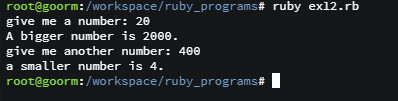 root@goorm:/workspace/ruby_programs# ruby ex12.rb
give me a number: 20
A bigger number is 2000.
give me another number: 400
a smaller number is 4.
root@goorm:/workspace/ruby_programs#